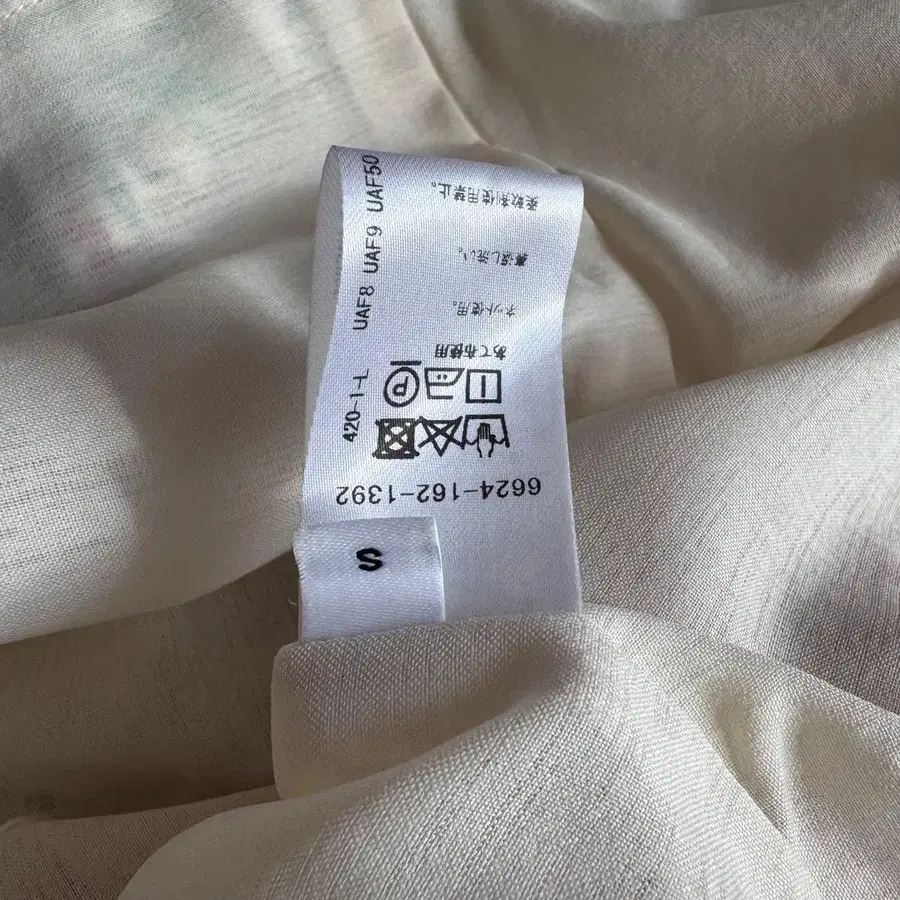 S
6624-162-1392
P
あて布使用
ネット使用。
裏返し洗い。
柔軟剤使用禁止。
420-1-L UAF8 UAF9 UAF50